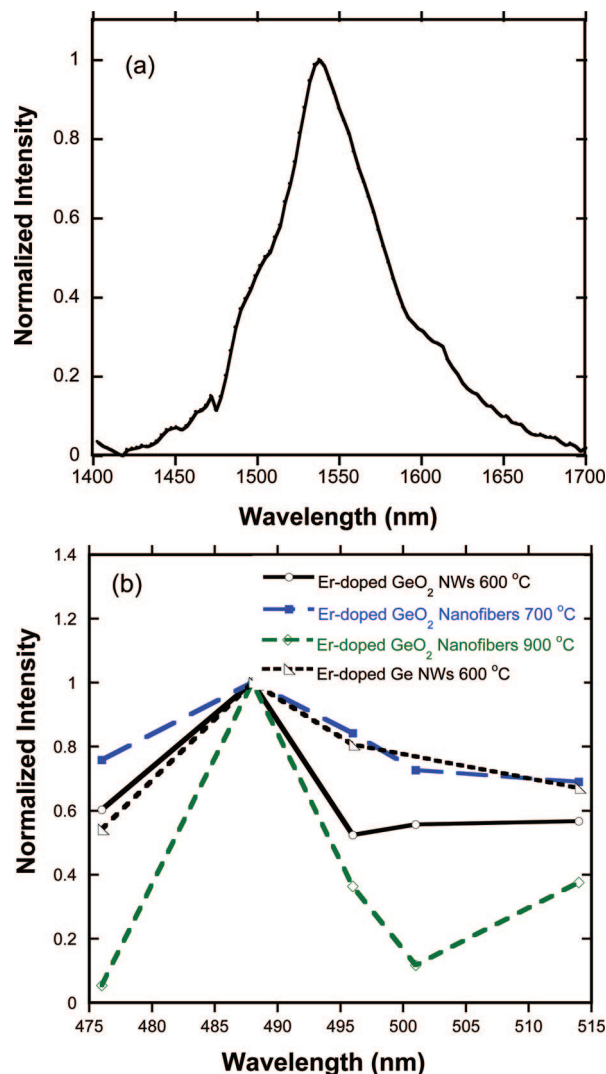 (a)
Normalized Intensity
1
0.8
0.6
0.4
0.2
0
1400 1450 1500 1550 1600 1650 1700
Wavelength (nm)
(b)
Er-doped GeO2 NWs 600 °C
Er-doped GeO2 Nanofibers 700 °C
Er-doped GeO2 Nanofibers 900 °C
Er-doped Ge NWs 600 °C
Normalized Intensity
1.4
1.2
1
0.8
0.6
0.4
0.2
0
475 480 485 490 495 500 505 510 515
Wavelength (nm)